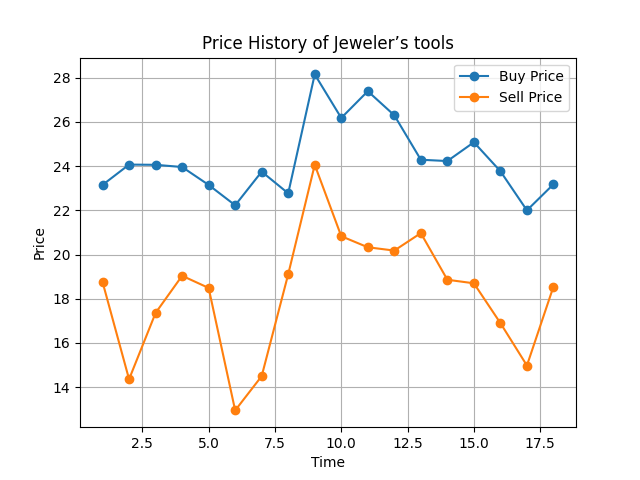 Price History of Jeweler’s tools
Buy Price
Sell Price
28
26
24
22
20
18
16
14
Price
2.5 5.0 7.5 10.0 12.5 15.0 17.5
Time